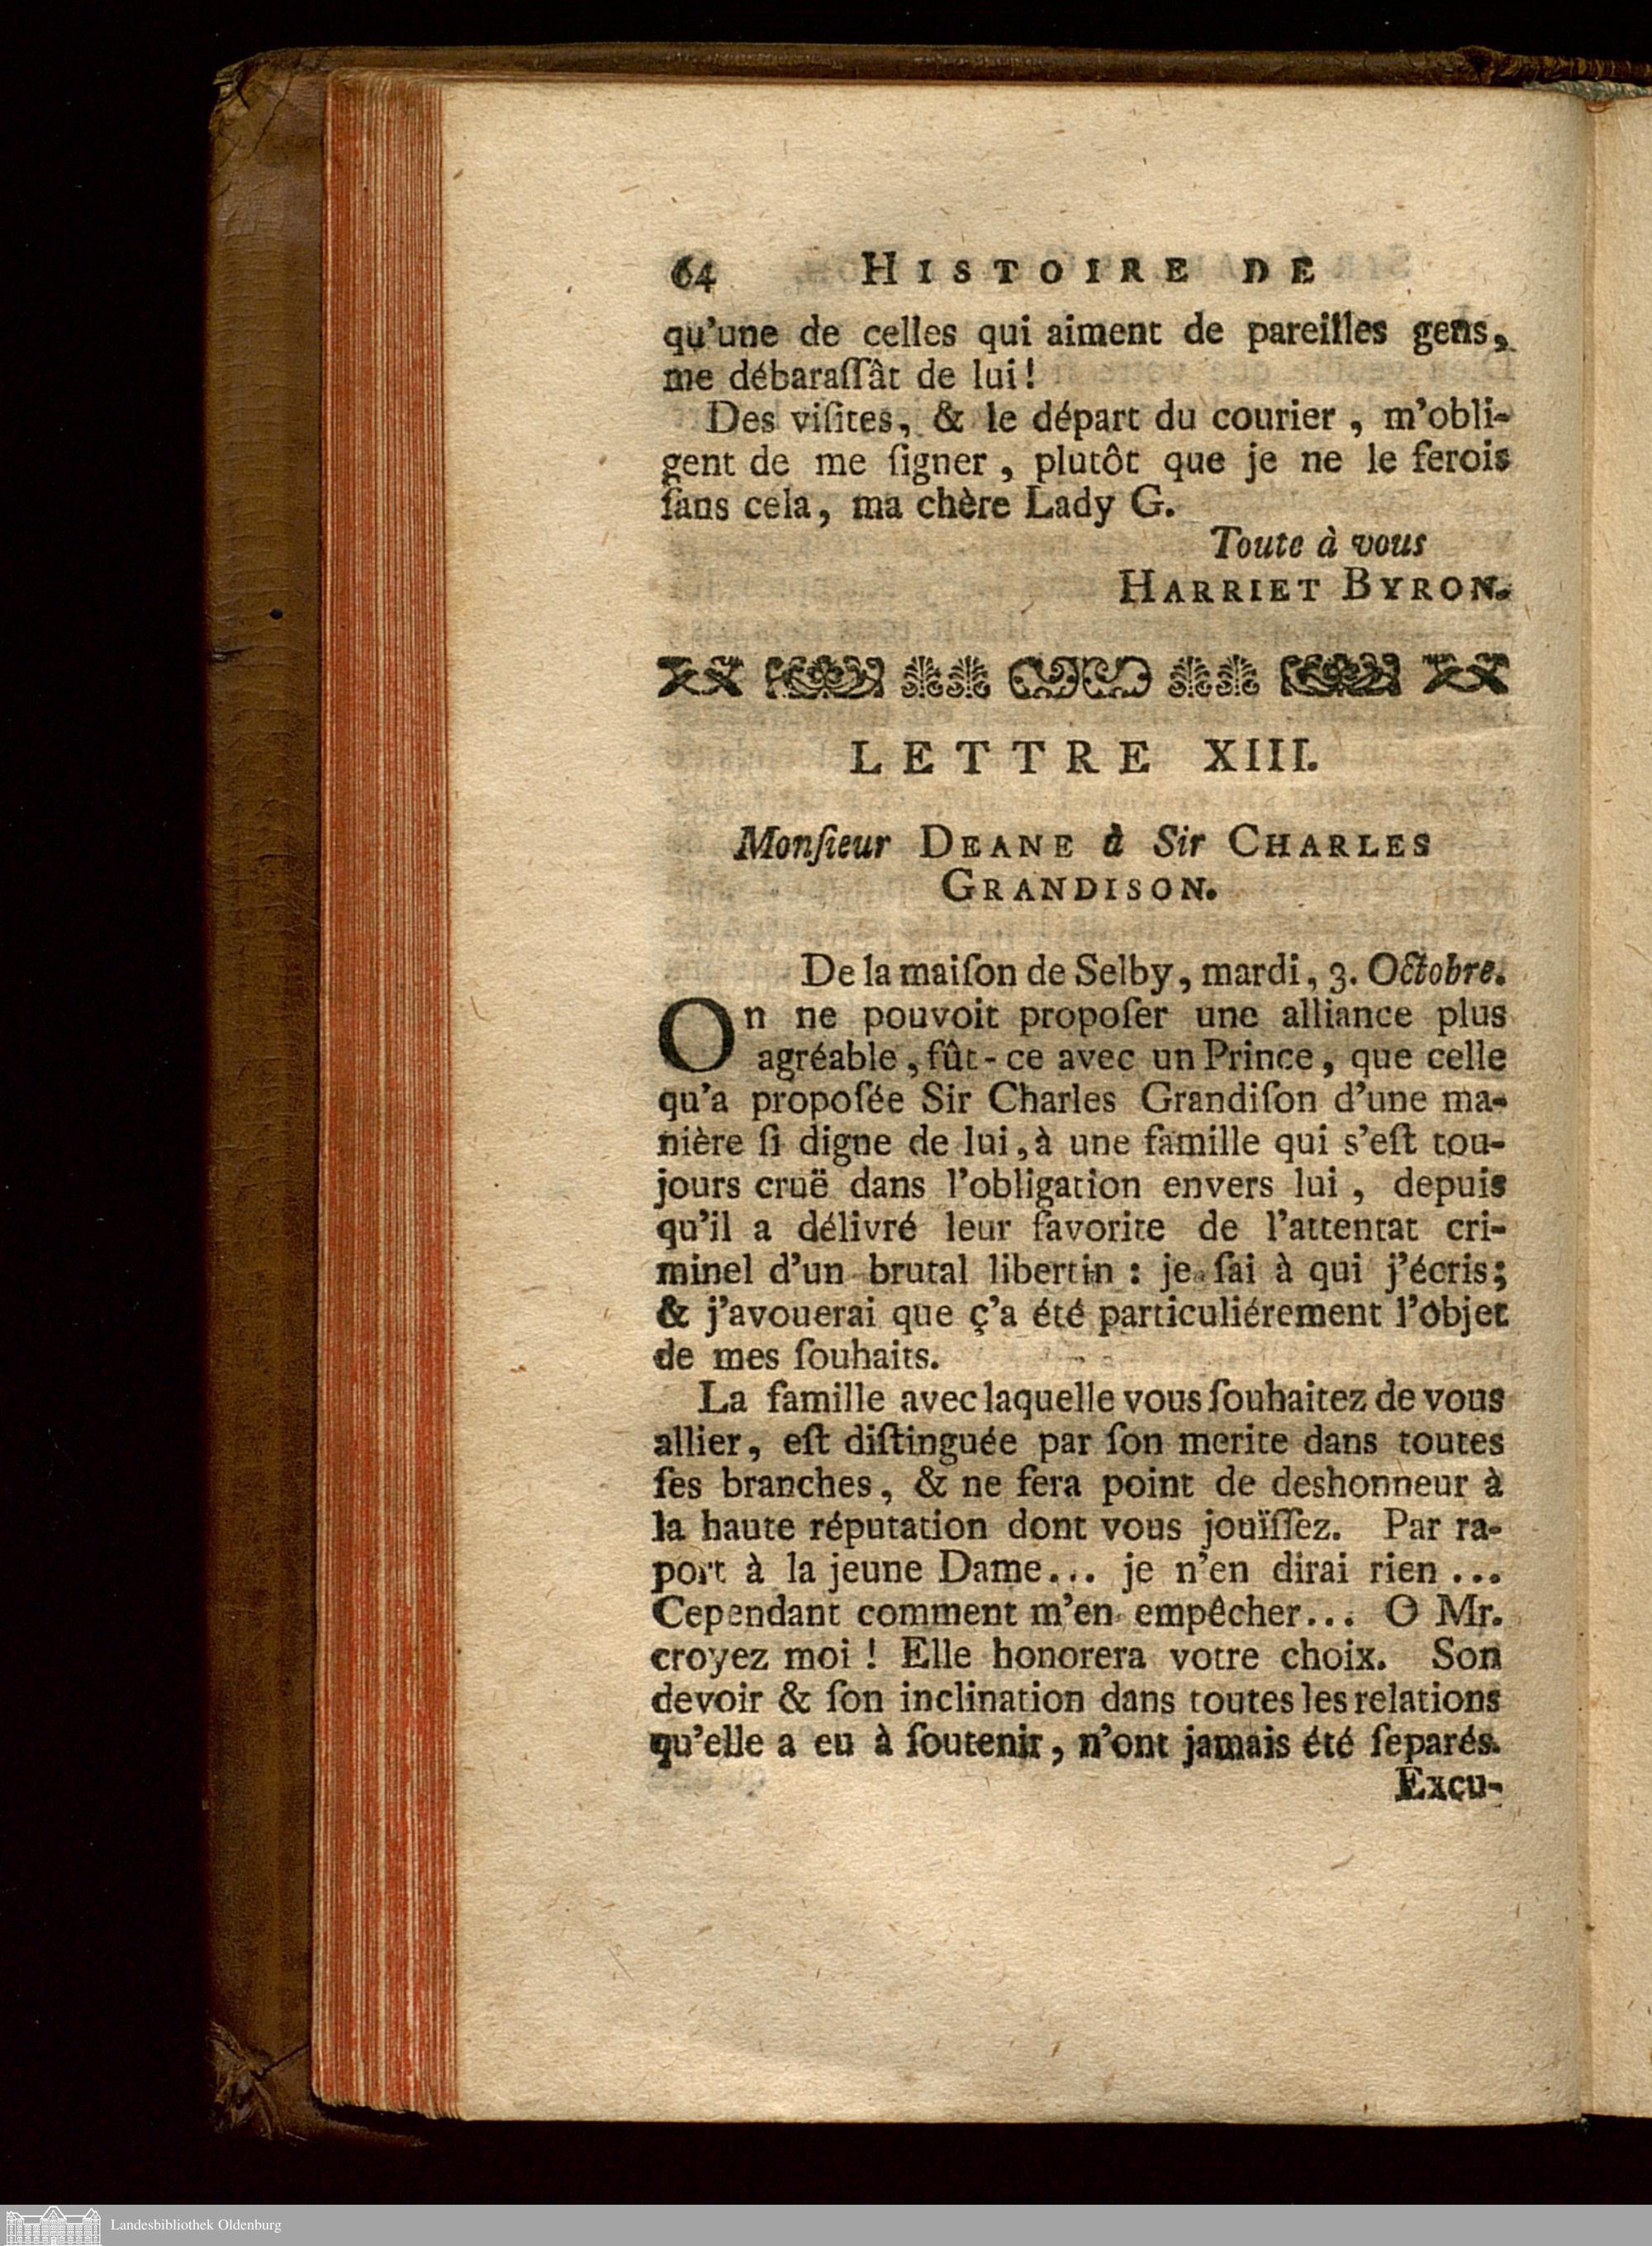 64 HISTOIRE DE
qu'une de celles qui aiment de pareilles gens,
me débaraſſât de lui!
Des viſites, & le départ du courier, m'obli-
gent de me ſigner, plutôt que je ne le ferois
ſans cela, ma chère Lady G.
Toute à vous
HARRIET BYRON.
LETTRE XIII.
Monſieur DEANE à Sir CHARLES
GRANDISON.
De la maiſon de Selby, mardi, 3. Octobre.
On ne pouvoit propoſer une alliance plus
agréable, fût-ce avec un Prince, que celle
qu'a propoſée Sir Charles Grandiſon d'une ma-
nière ſi digne de lui, à une famille qui s'eſt tou-
jours cruë dans l'obligation envers lui, depuis
qu'il a délivré leur favorite de l'attentat cri-
minel d'un brutal libertin: je ſai à qui j'écris;
& j'avouerai que ç'a été particuliérement l'objet
de mes ſouhaits.
La famille avec laquelle vous ſouhaitez de vous
allier, eſt diſtinguée par ſon merite dans toutes
ſes branches, & ne fera point de deshonneur à
la haute réputation dont vous jouïſſez. Par ra-
port à la jeune Dame... je n'en dirai rien...
Cependant comment m'en empêcher... O Mr.
croyez moi! Elle honorera votre choix. Son
devoir & ſon inclination dans toutes les relations
qu'elle a eu à ſoutenir, n'ont jamais été ſeparés.
Excu-
Landesbibliothek Oldenburg